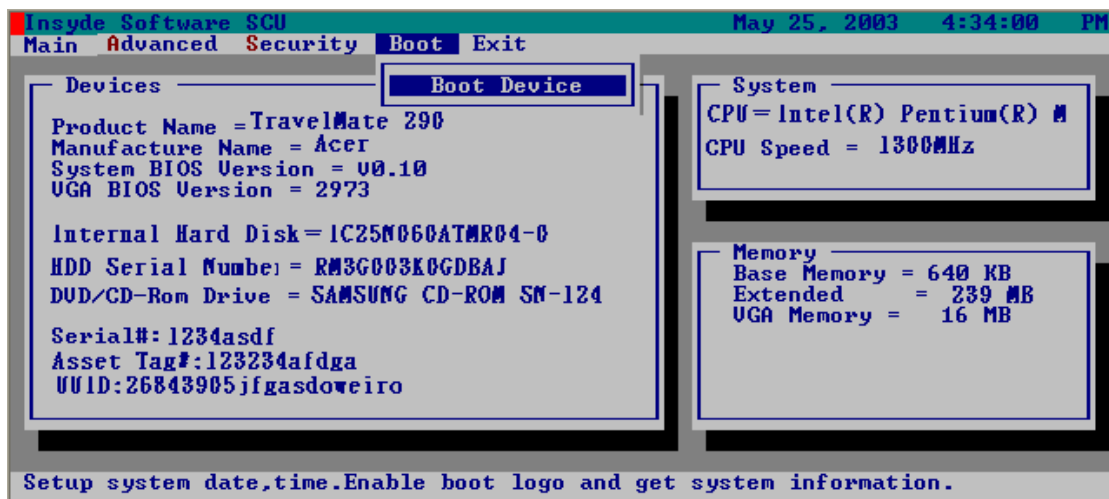 Insyde Software SCU May 25, 2003 4:34:00 PM
Main Advanced Security Boot Exit
Boot Device
Devices
Product Name =TravelMate 290
Manufacture Name = Acer
System BIOS Version = V0.10
VGA BIOS Version = 2973
Internal Hard Disk=IC25N060ATMR04-0
HDD Serial Number= RM3G003K0GDBAJ
DVD/CD-Rom Drive = SAMSUNG CD-ROM SN-124
Serial#:1234asdf
Asset Tag#:123234afdga
UUID:26843905jfgasdoweiro
System
CPU=Intel(R) Pentium(R) M
CPU Speed = 1300MHz
Memory
Base Memory = 640 KB
Extended = 239 MB
VGA Memory = 16 MB
Setup system date,time.Enable boot logo and get system information.